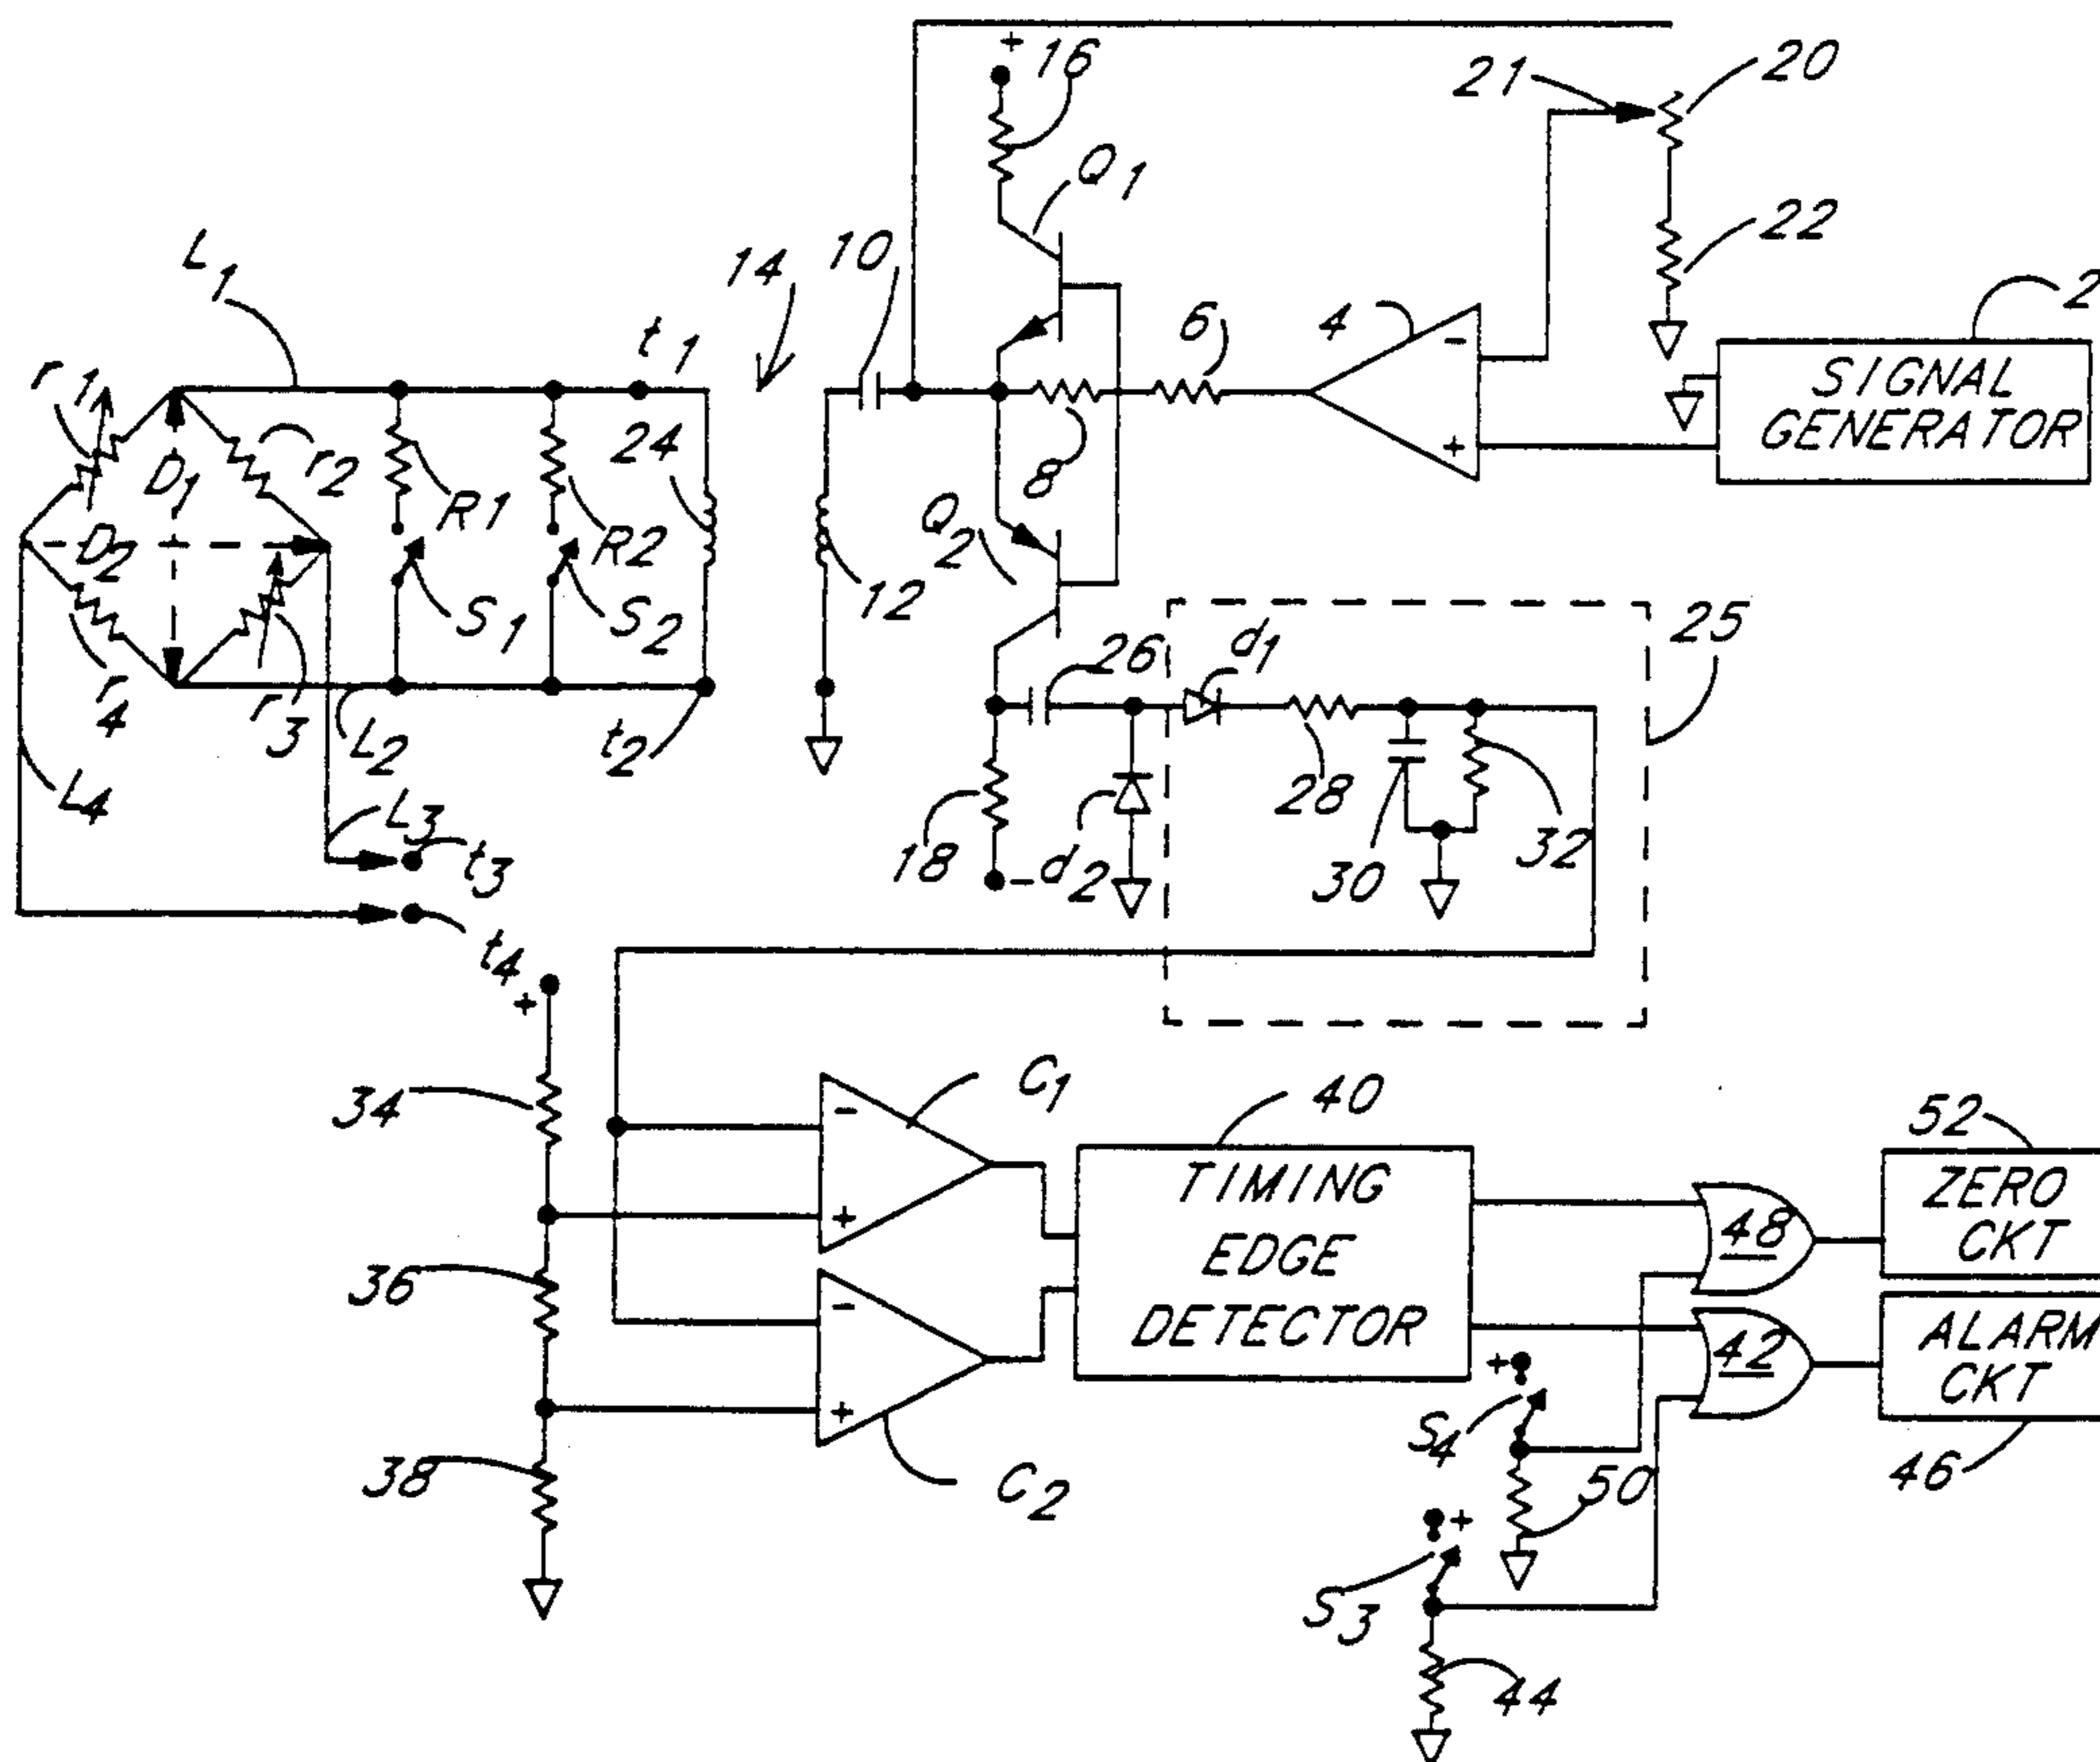 +
16
21
20
Q1
22
L1
14
10
6
4
-
2
t1
r1
SIGNAL
GENERATOR
r2
24
+
D1
R1
8
Q2
D2
R2
12
S1
S2
25
26
d1
r4
r3
L2
t2
L4
28
L3
18
- d2
30
32
t3
t4
+
C1
40
34
-
52
TIMING
EDGE
DETECTOR
ZERO
CKT
+
48
36
-
42
ALARM
CKT
+
+
S4
38
C2
50
46
+
S3
44